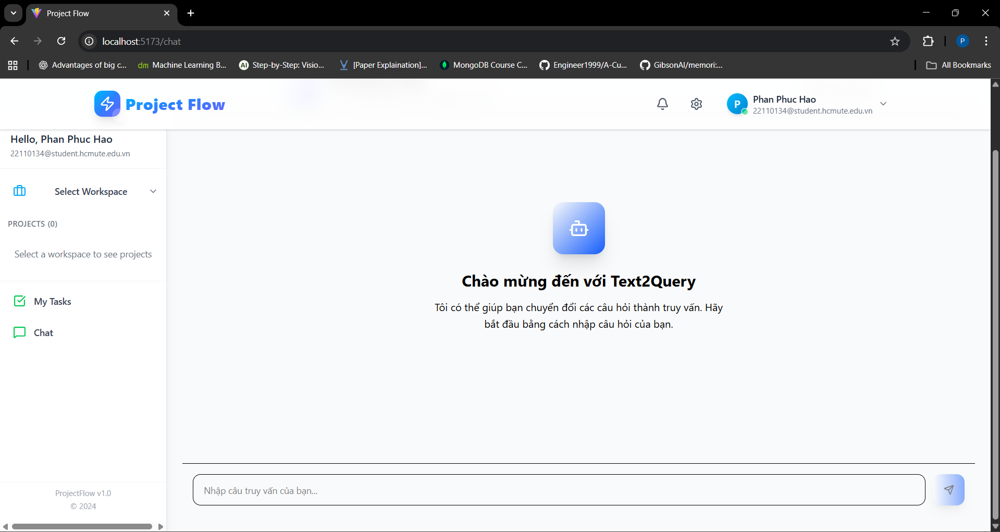 Project Flow
localhost:5173/chat
P
Advantages of big c...
dm Machine Learning B...
AI Step-by-Step: Visio...
[Paper Explaination]...
MongoDB Course C...
Engineer1999/A-Cu...
GibsonAI/memori:...
All Bookmarks
Project Flow
P
Phan Phuc Hao
22110134@student.hcmute.edu.vn
Hello, Phan Phuc Hao
22110134@student.hcmute.edu.vn
Select Workspace
PROJECTS (0)
Select a workspace to see projects
My Tasks
Chat
ProjectFlow v1.0
© 2024
Chào mừng đến với Text2Query
Tôi có thể giúp bạn chuyển đổi các câu hỏi thành truy vấn. Hãy
bắt đầu bằng cách nhập câu hỏi của bạn.
Nhập câu truy vấn của bạn...